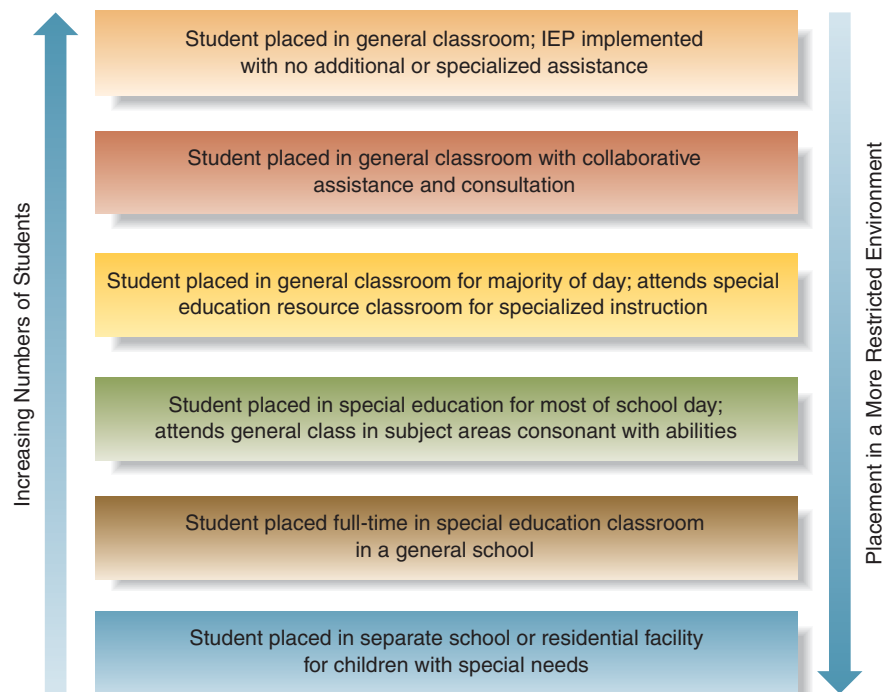 Student placed in general classroom; IEP implemented
with no additional or specialized assistance
Student placed in general classroom with collaborative
assistance and consultation
Student placed in general classroom for majority of day; attends special
education resource classroom for specialized instruction
Student placed in special education for most of school day;
attends general class in subject areas consonant with abilities
Student placed full-time in special education classroom
in a general school
Student placed in separate school or residential facility
for children with special needs
Increasing Numbers of Students
Placement in a More Restricted Environment